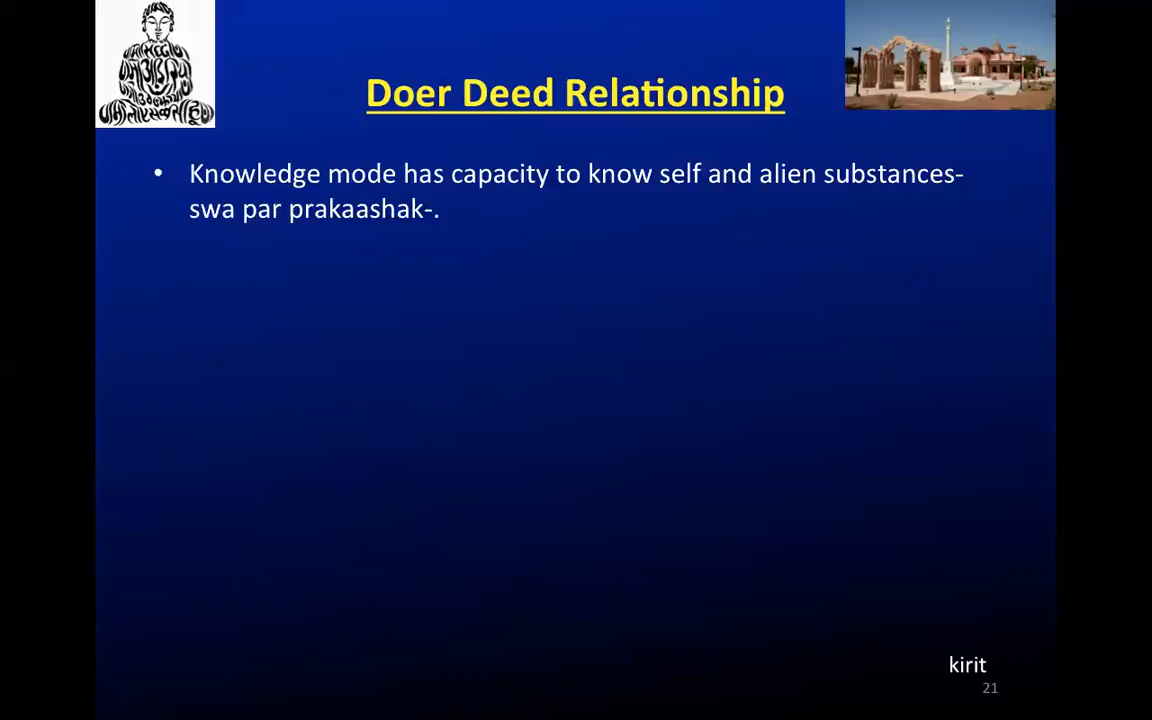 Doer Deed Relationship
• Knowledge mode has capacity to know self and alien substances-
swa par prakaashak-.
kirit
21